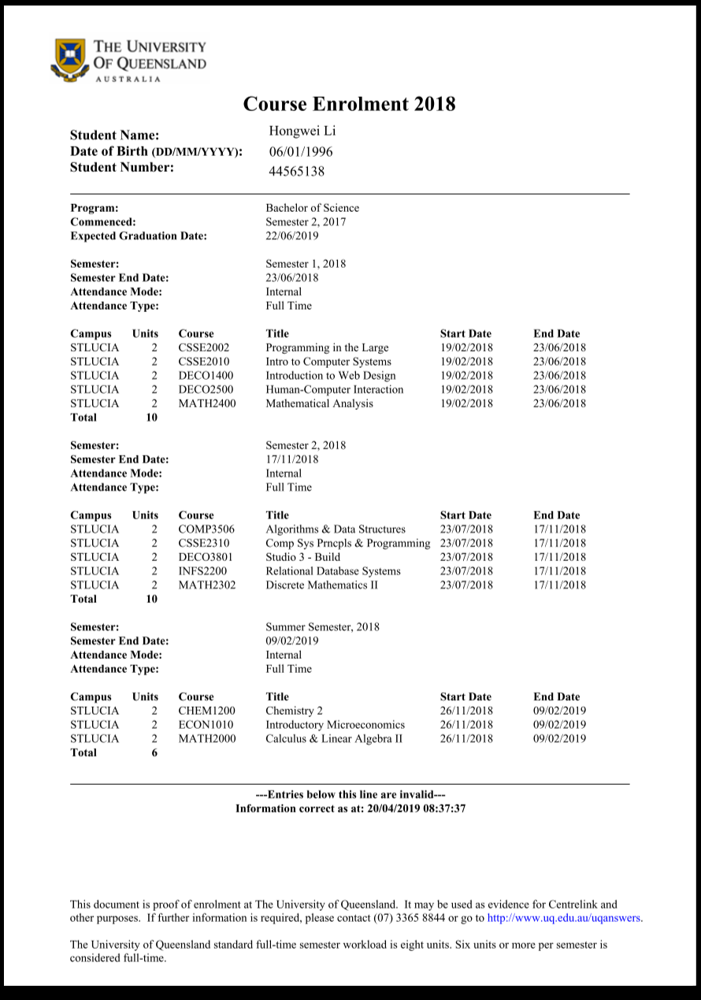 THE UNIVERSITY
OF QUEENSLAND
AUSTRALIA
Course Enrolment 2018
Student Name: Hongwei Li
Date of Birth (DD/MM/YYYY): 06/01/1996
Student Number: 44565138
Program: Bachelor of Science
Commenced: Semester 2, 2017
Expected Graduation Date: 22/06/2019
Semester: Semester 1, 2018
Semester End Date: 23/06/2018
Attendance Mode: Internal
Attendance Type: Full Time
Campus Units Course Title Start Date End Date
STLUCIA 2 CSSE2002 Programming in the Large 19/02/2018 23/06/2018
STLUCIA 2 CSSE2010 Intro to Computer Systems 19/02/2018 23/06/2018
STLUCIA 2 DECO1400 Introduction to Web Design 19/02/2018 23/06/2018
STLUCIA 2 DECO2500 Human-Computer Interaction 19/02/2018 23/06/2018
STLUCIA 2 MATH2400 Mathematical Analysis 19/02/2018 23/06/2018
Total 10
Semester: Semester 2, 2018
Semester End Date: 17/11/2018
Attendance Mode: Internal
Attendance Type: Full Time
Campus Units Course Title Start Date End Date
STLUCIA 2 COMP3506 Algorithms & Data Structures 23/07/2018 17/11/2018
STLUCIA 2 CSSE2310 Comp Sys Prncpls & Programming 23/07/2018 17/11/2018
STLUCIA 2 DECO3801 Studio 3 - Build 23/07/2018 17/11/2018
STLUCIA 2 INFS2200 Relational Database Systems 23/07/2018 17/11/2018
STLUCIA 2 MATH2302 Discrete Mathematics II 23/07/2018 17/11/2018
Total 10
Semester: Summer Semester, 2018
Semester End Date: 09/02/2019
Attendance Mode: Internal
Attendance Type: Full Time
Campus Units Course Title Start Date End Date
STLUCIA 2 CHEM1200 Chemistry 2 26/11/2018 09/02/2019
STLUCIA 2 ECON1010 Introductory Microeconomics 26/11/2018 09/02/2019
STLUCIA 2 MATH2000 Calculus & Linear Algebra II 26/11/2018 09/02/2019
Total 6
---Entries below this line are invalid---
Information correct as at: 20/04/2019 08:37:37
This document is proof of enrolment at The University of Queensland. It may be used as evidence for Centrelink and
other purposes. If further information is required, please contact (07) 3365 8844 or go to http://www.uq.edu.au/uqanswers.
The University of Queensland standard full-time semester workload is eight units. Six units or more per semester is
considered full-time.